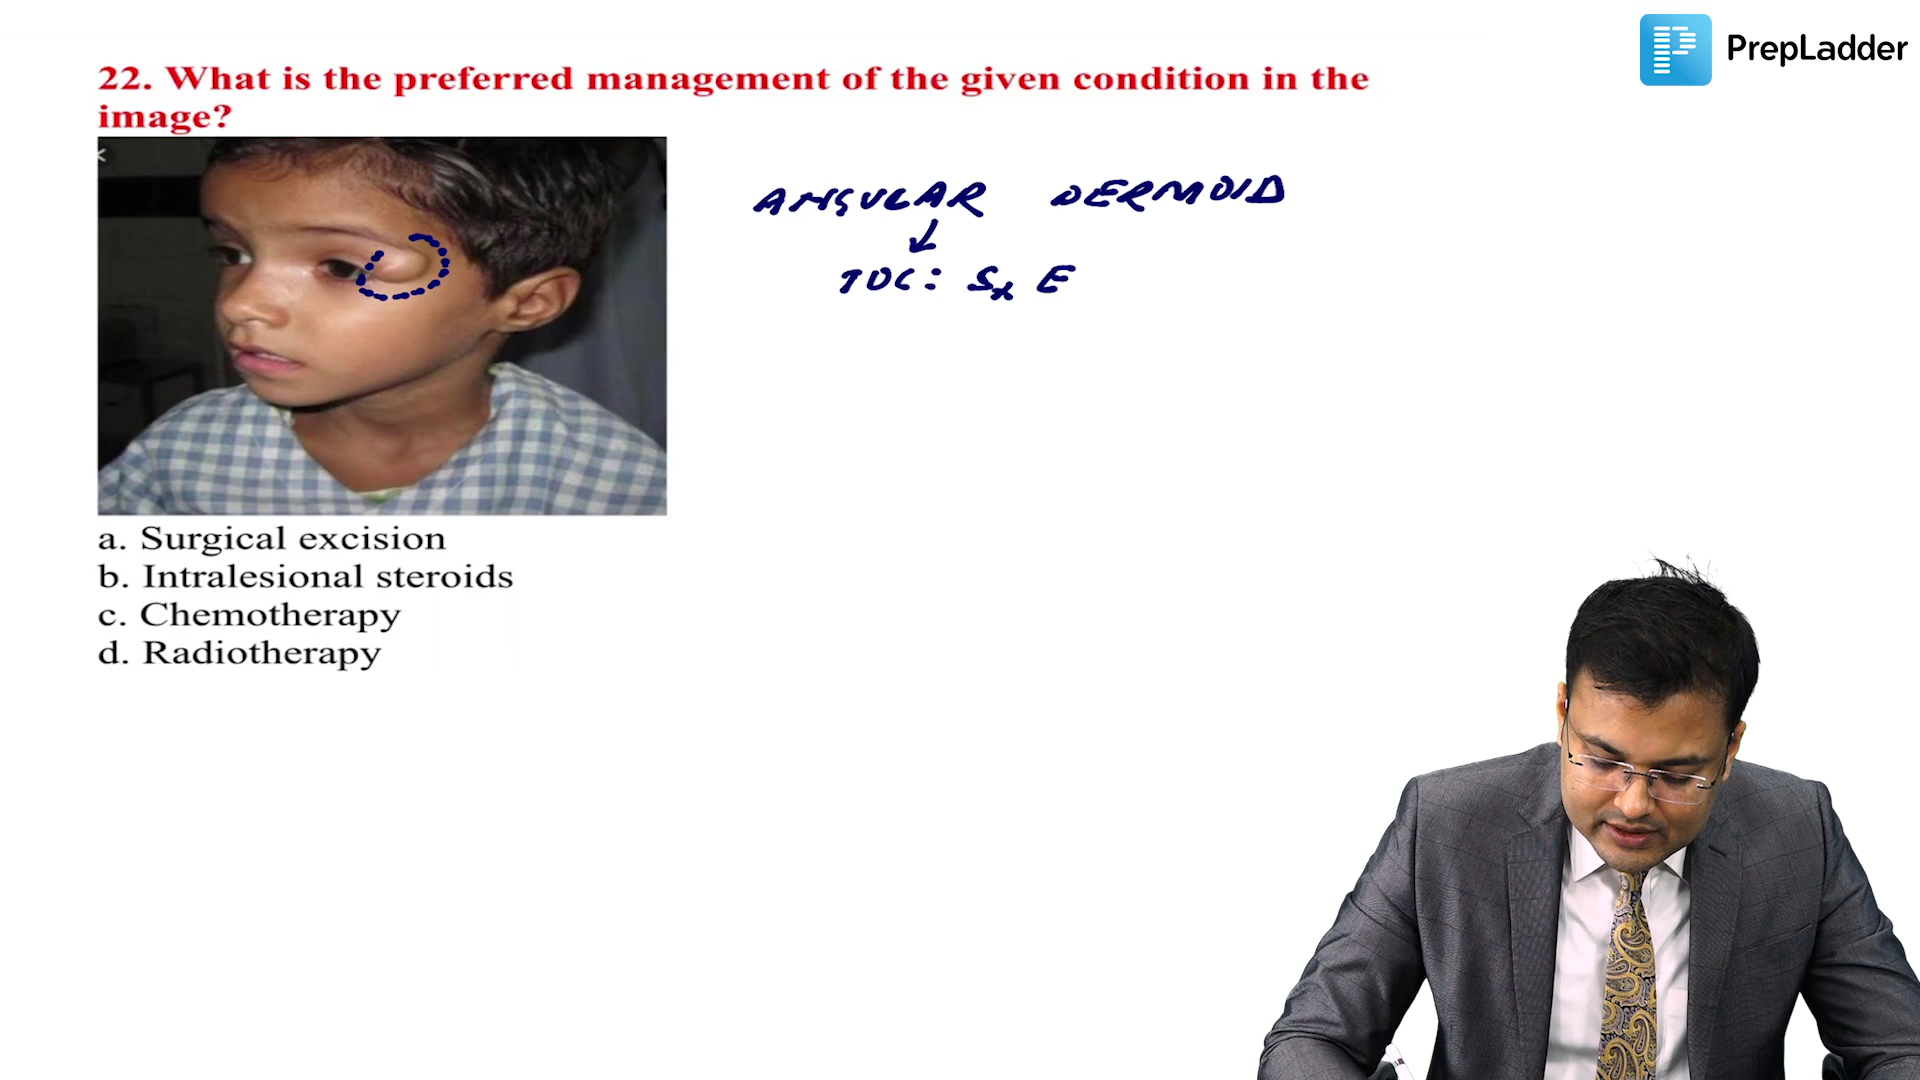 PrepLadder
22. What is the preferred management of the given condition in the
image?
ANGULAR DERMOID
↓
TOC: Sx E
a. Surgical excision
b. Intralesional steroids
c. Chemotherapy
d. Radiotherapy